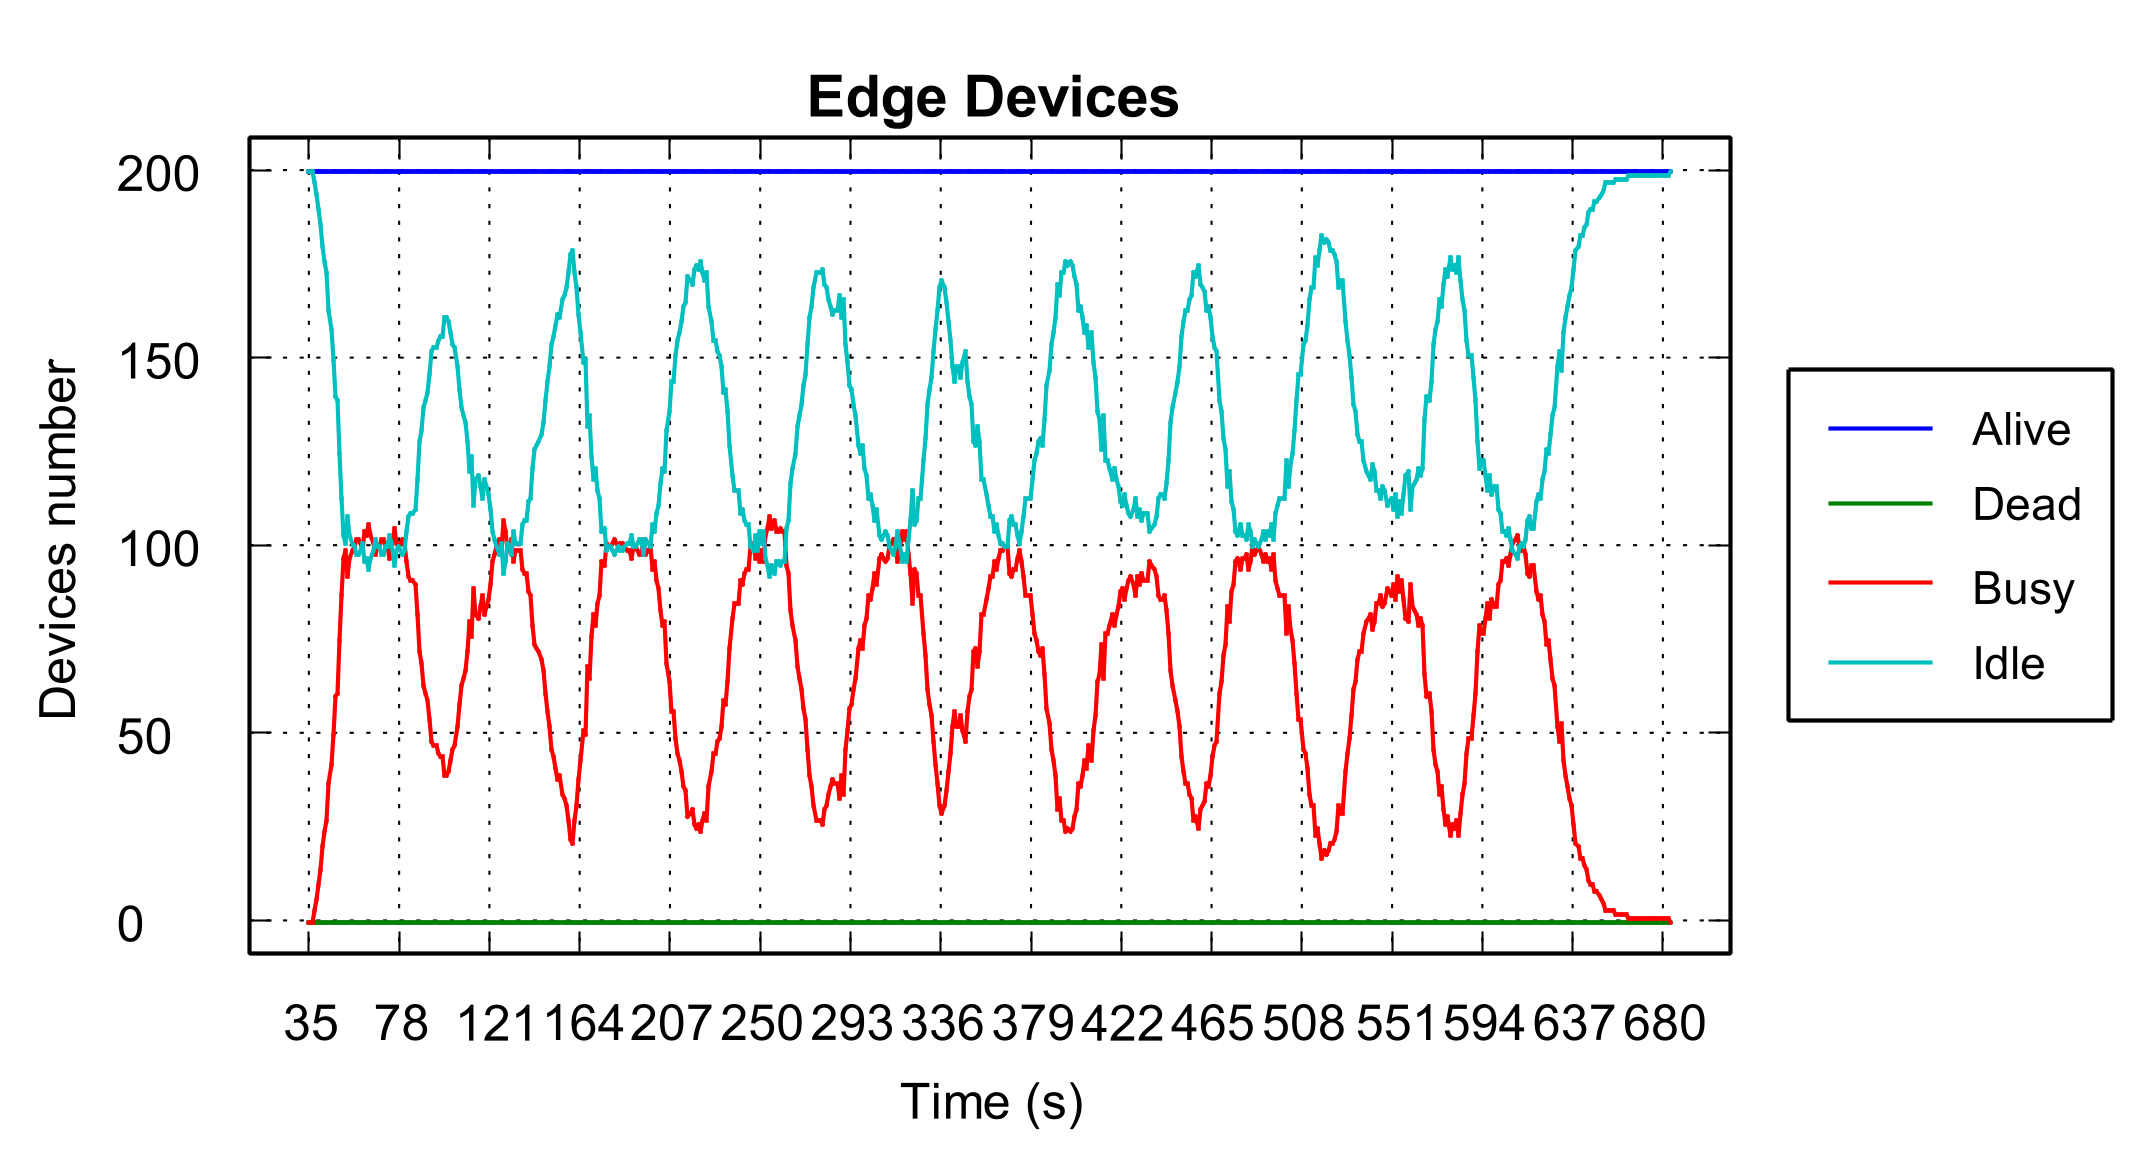 Edge Devices
200
150
100
50
0
Devices number
35 78 121 164 207 250 293 336 379 422 465 508 551 594 637 680
Time (s)
Alive
Dead
Busy
Idle